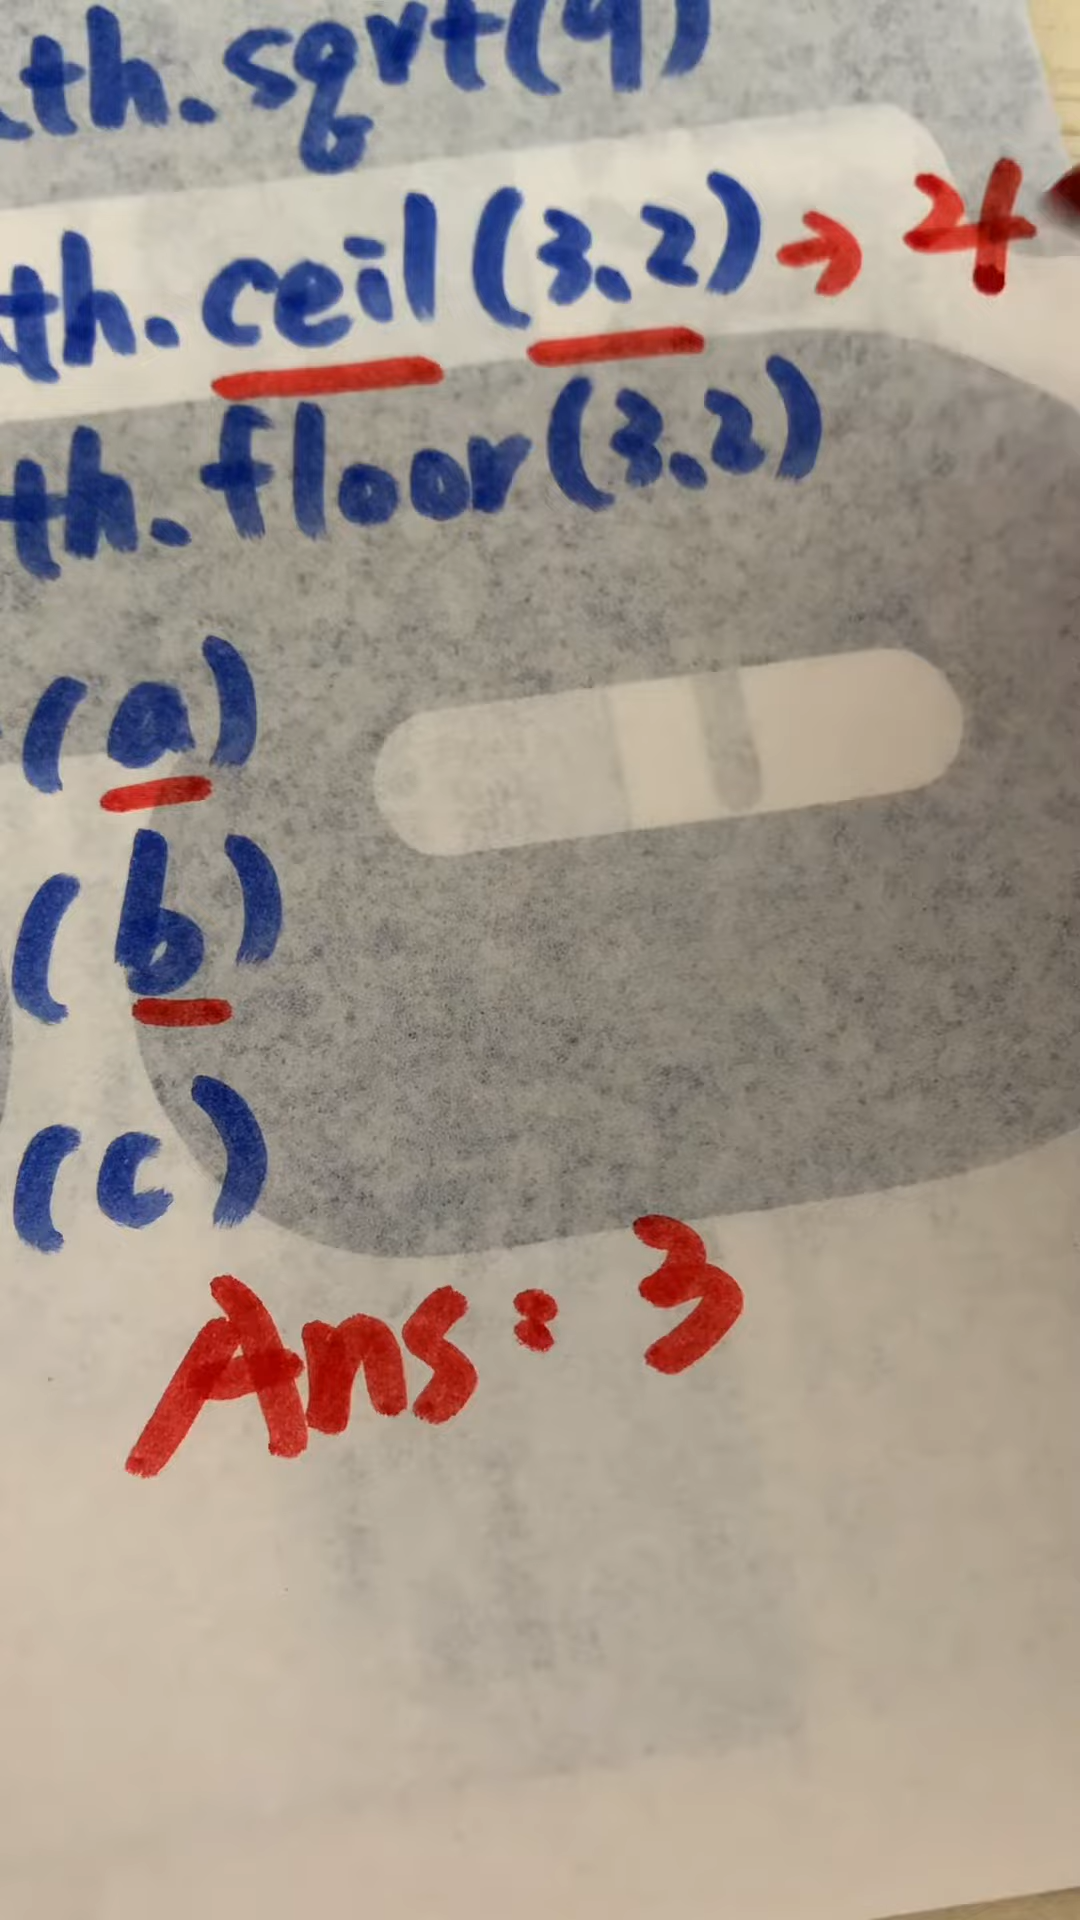 th.sqrt(9)
th.ceil(3.2) → 4
th.floor(3.2)
(a)
(b)
(c)
Ans: 3